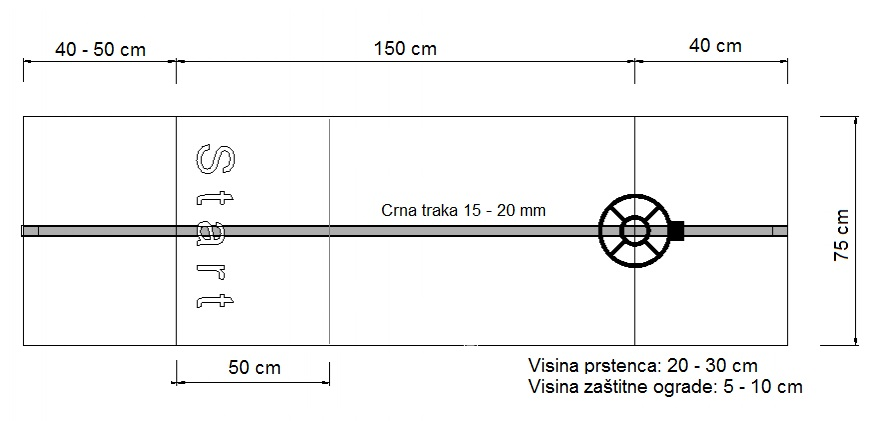 40 - 50 cm
150 cm
40 cm
Start
Crna traka 15 - 20 mm
75 cm
50 cm
Visina prstenca: 20 - 30 cm
Visina zaštitne ograde: 5 - 10 cm